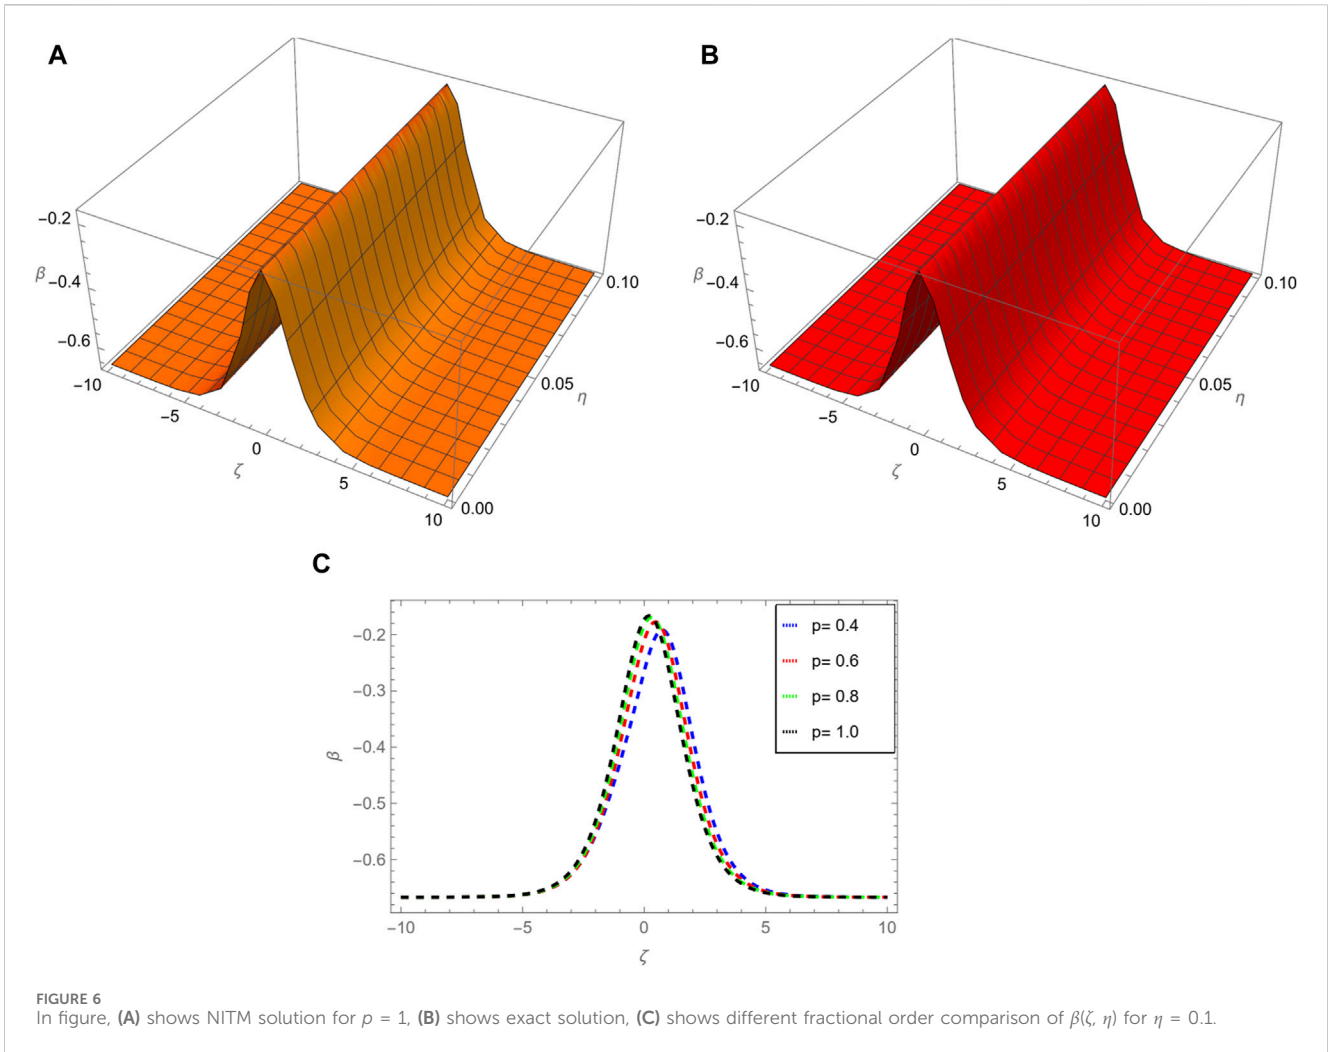 A
B
−0.2
β
−0.4
−0.6
−10
−5
0
ζ
5
10
0.00
0.05
η
0.10
−0.2
β
−0.4
−0.6
−10
−5
0
ζ
5
10
0.00
0.05
η
0.10
C
−0.2
−0.3
−0.4
−0.5
−0.6
β
p= 0.4
p= 0.6
p= 0.8
p= 1.0
−10 −5 0 5 10
ζ
FIGURE 6
In figure, (A) shows NITM solution for p = 1, (B) shows exact solution, (C) shows different fractional order comparison of β(ζ, η) for η = 0.1.